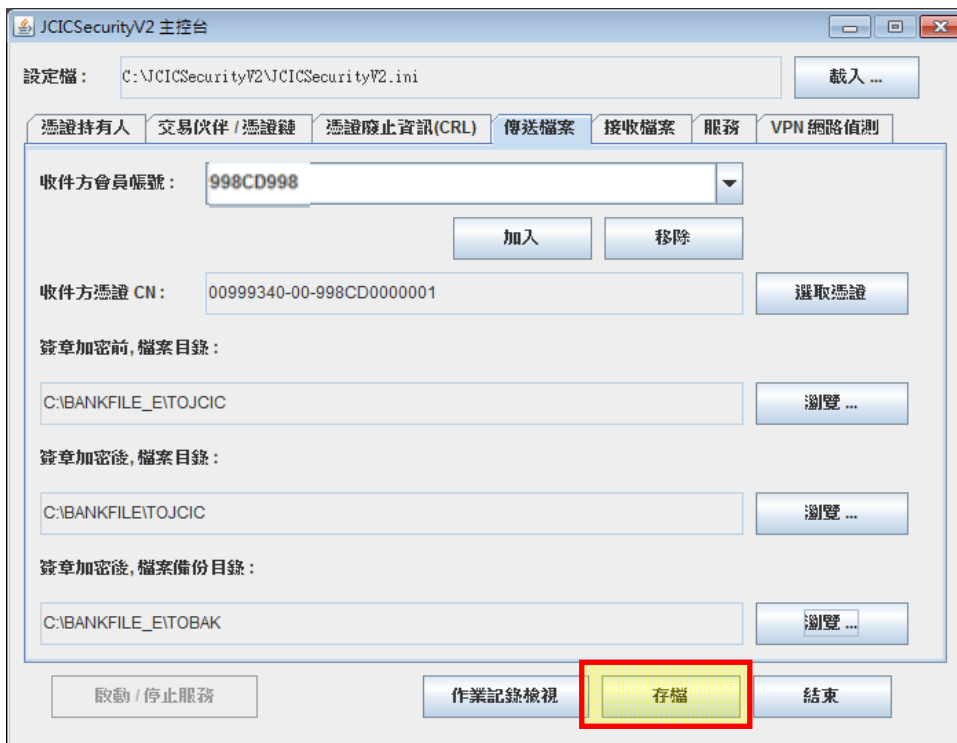 JCICSecurityV2 主控台
設定檔： C:\JCICSecurityV2\JCICSecurityV2.ini 載入 ...
憑證持有人 交易伙伴 / 憑證鏈 憑證廢止資訊(CRL) 傳送檔案 接收檔案 服務 VPN 網路偵測
收件方會員帳號： 998CD998
加入 移除
收件方憑證 CN： 00999340-00-998CD0000001 選取憑證
簽章加密前,檔案目錄：
C:\BANKFILE_E\TOJCIC 瀏覽 ...
簽章加密後,檔案目錄：
C:\BANKFILE\TOJCIC 瀏覽 ...
簽章加密後,檔案備份目錄：
C:\BANKFILE_E\TOBAK 瀏覽 ...
啟動 / 停止服務 作業記錄檢視 存檔 結束